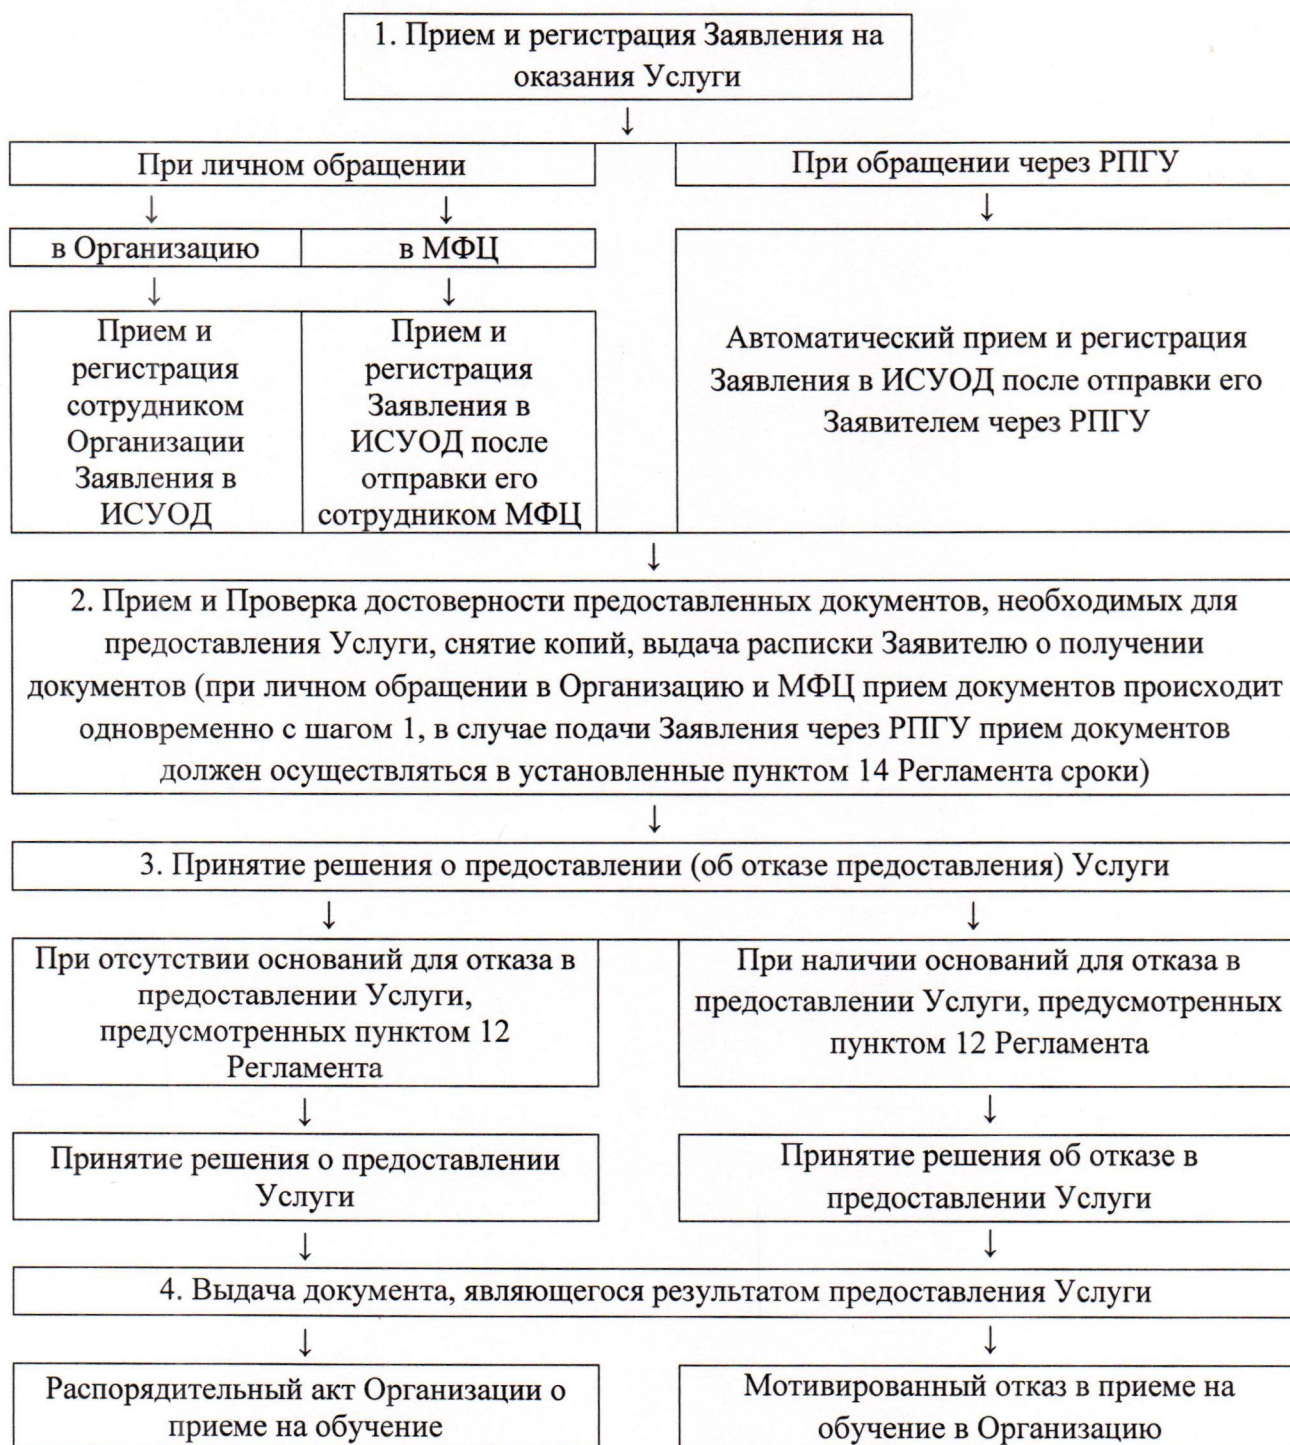 1. Прием и регистрация Заявления на
оказания Услуги
↓
При личном обращении
При обращении через РПГУ
↓ ↓ ↓
в Организацию
в МФЦ
↓ ↓
Прием и
регистрация
сотрудником
Организации
Заявления в
ИСУОД
Прием и
регистрация
Заявления в
ИСУОД после
отправки его
сотрудником МФЦ
Автоматический прием и регистрация
Заявления в ИСУОД после отправки его
Заявителем через РПГУ
↓
2. Прием и Проверка достоверности предоставленных документов, необходимых для
предоставления Услуги, снятие копий, выдача расписки Заявителю о получении
документов (при личном обращении в Организацию и МФЦ прием документов происходит
одновременно с шагом 1, в случае подачи Заявления через РПГУ прием документов
должен осуществляться в установленные пунктом 14 Регламента сроки)
↓
3. Принятие решения о предоставлении (об отказе предоставления) Услуги
↓ ↓
При отсутствии оснований для отказа в
предоставлении Услуги,
предусмотренных пунктом 12
Регламента
При наличии оснований для отказа в
предоставлении Услуги, предусмотренных
пунктом 12 Регламента
↓ ↓
Принятие решения о предоставлении
Услуги
Принятие решения об отказе в
предоставлении Услуги
↓ ↓
4. Выдача документа, являющегося результатом предоставления Услуги
↓ ↓
Распорядительный акт Организации о
приеме на обучение
Мотивированный отказ в приеме на
обучение в Организацию